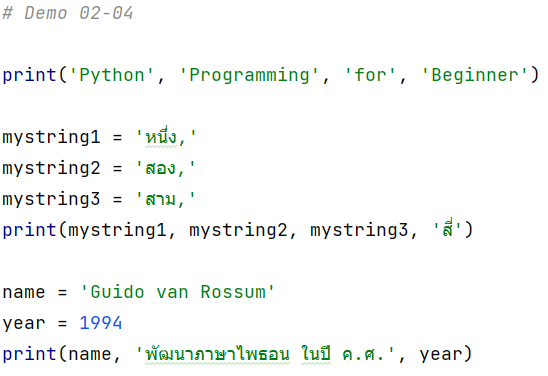 # Demo 02-04
print('Python', 'Programming', 'for', 'Beginner')
mystring1 = 'หนึ่ง,'
mystring2 = 'สอง,'
mystring3 = 'สาม,'
print(mystring1, mystring2, mystring3, 'สี่')
name = 'Guido van Rossum'
year = 1994
print(name, 'พัฒนาภาษาไพธอน ในปี ค.ศ.', year)